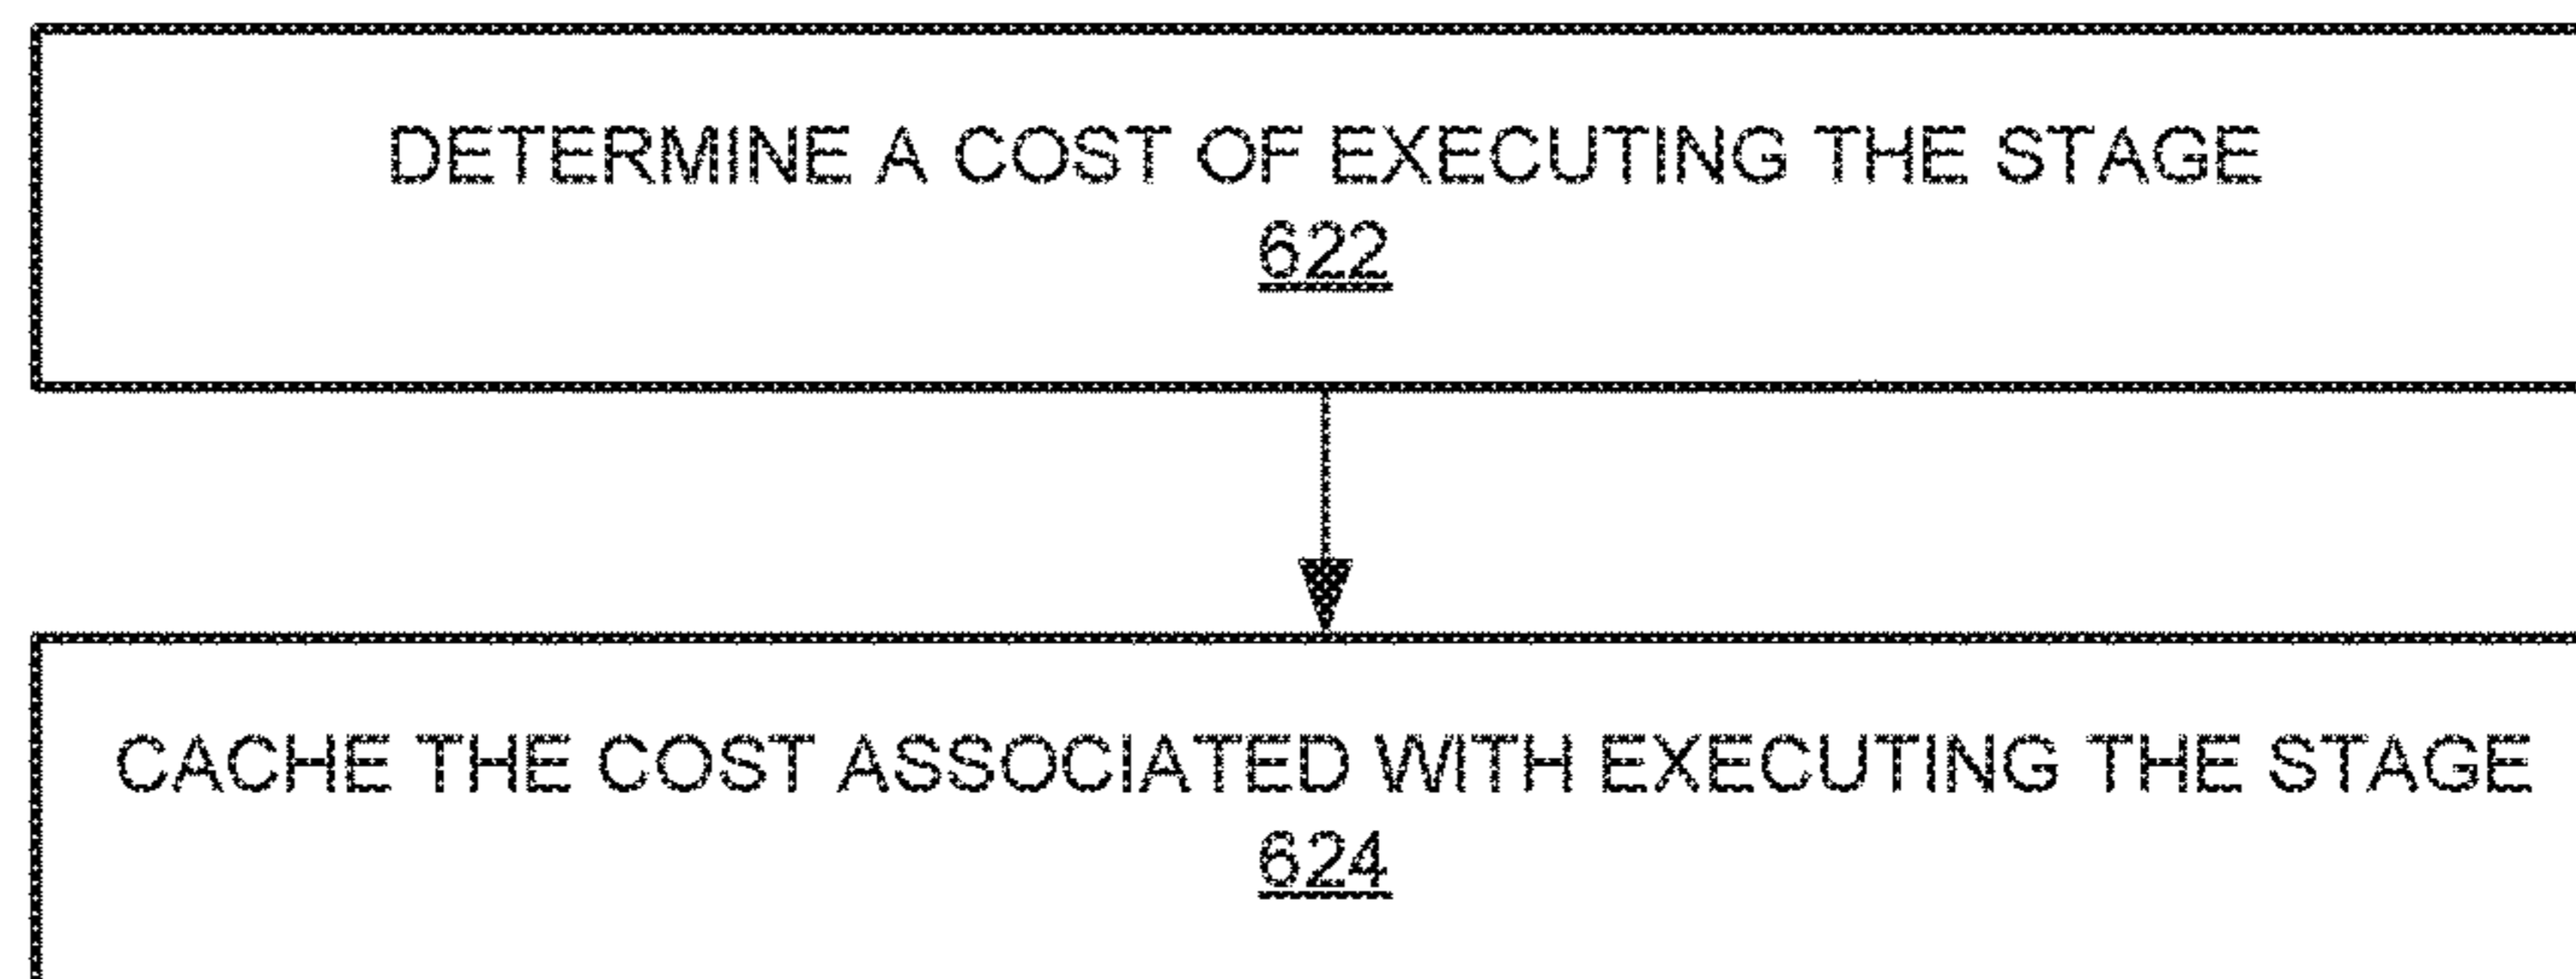 DETERMINE A COST OF EXECUTING THE STAGE
622
CACHE THE COST ASSOCIATED WITH EXECUTING THE STAGE
624